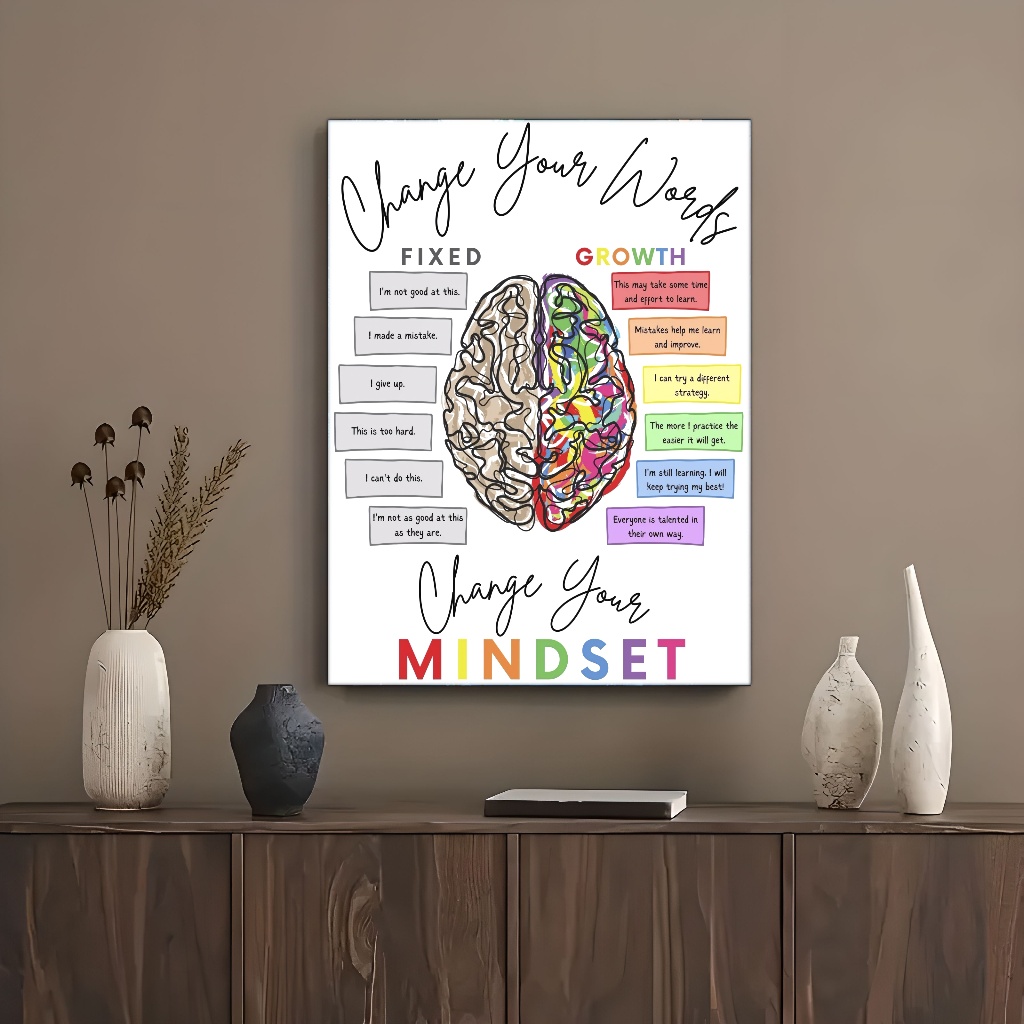 Change Your Words
FIXED
GROWTH
I'm not good at this.
This may take some time
and effort to learn.
I made a mistake.
Mistakes help me learn
and improve.
I give up.
I can try a different
strategy.
This is too hard.
The more I practice the
easier it will get.
I can't do this.
I'm still learning. I will
keep trying my best!
I'm not as good at this
as they are.
Everyone is talented in
their own way.
Change Your
MINDSET